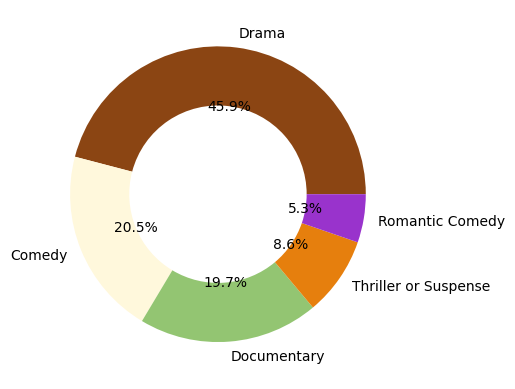 Drama
45.9%
5.3%
Romantic Comedy
20.5%
8.6%
Comedy
19.7%
Thriller or Suspense
Documentary